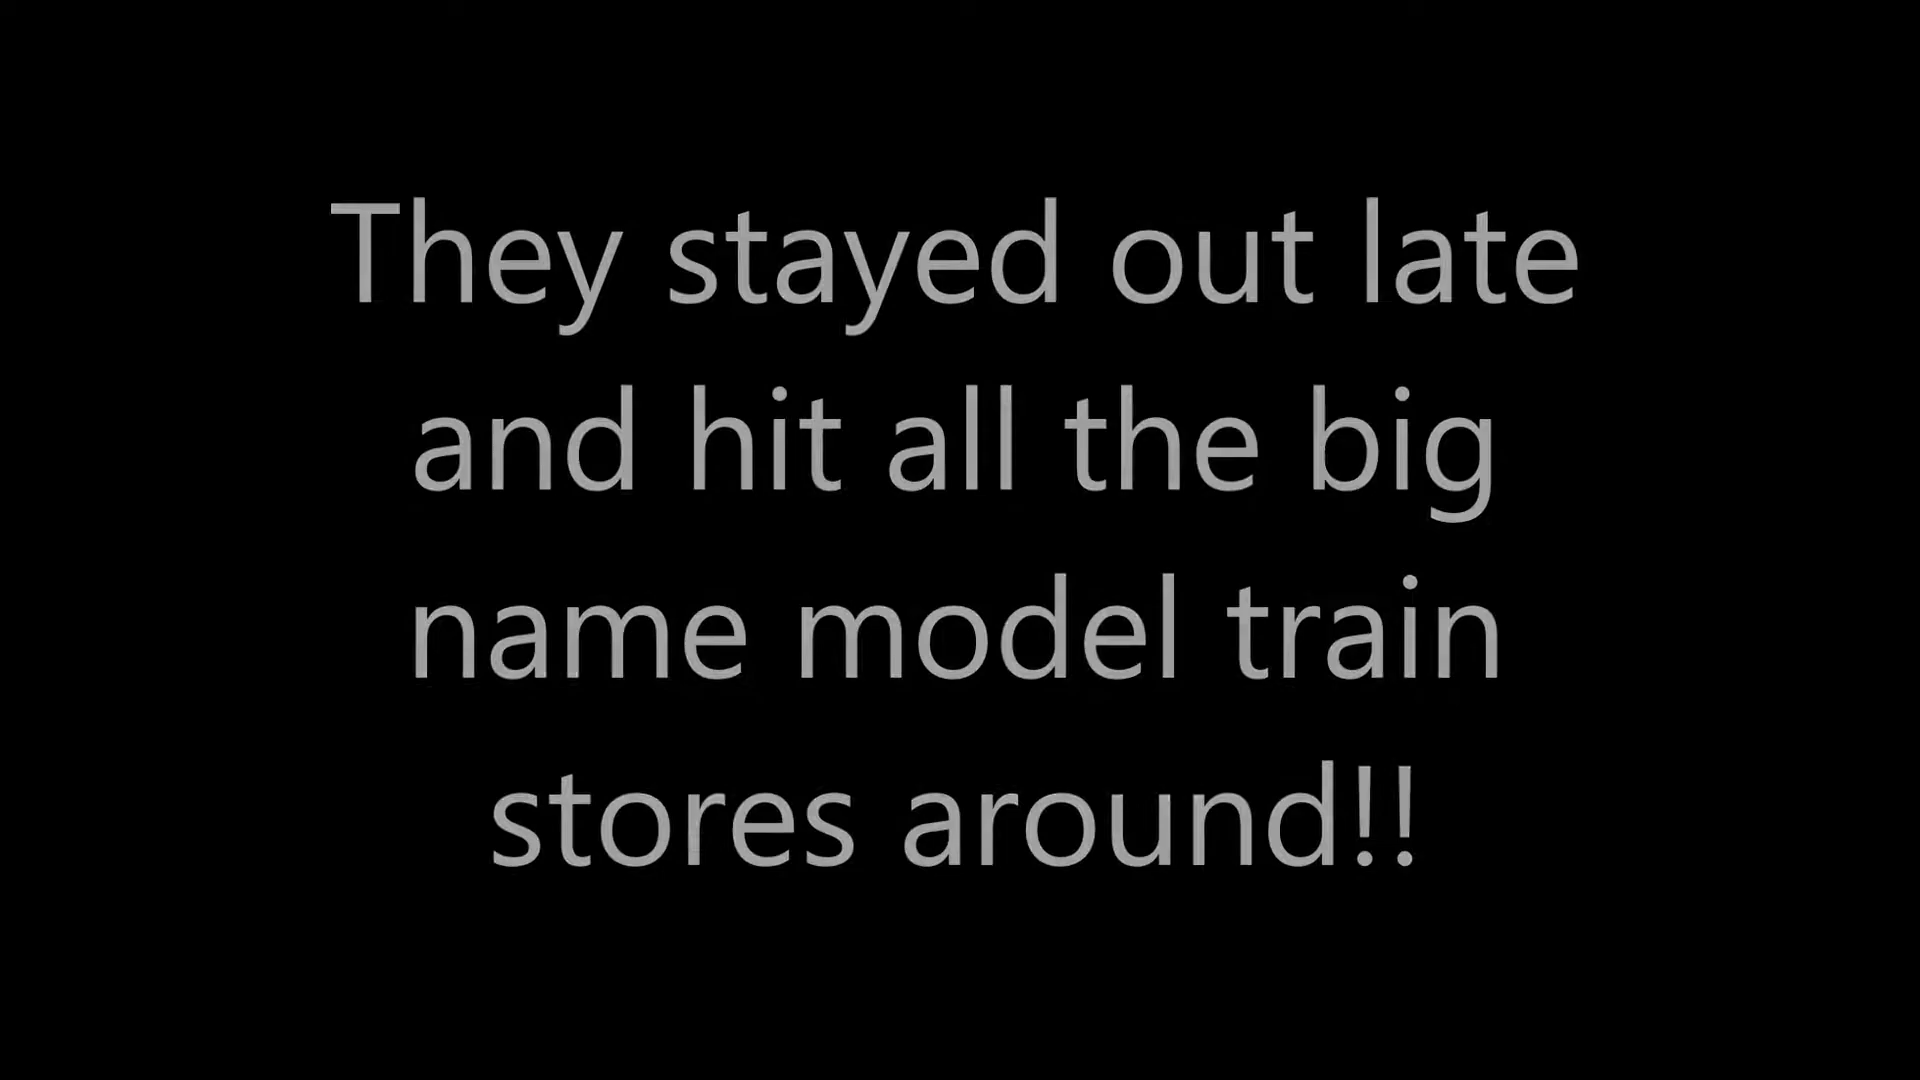 They stayed out late
and hit all the big
name model train
stores around!!